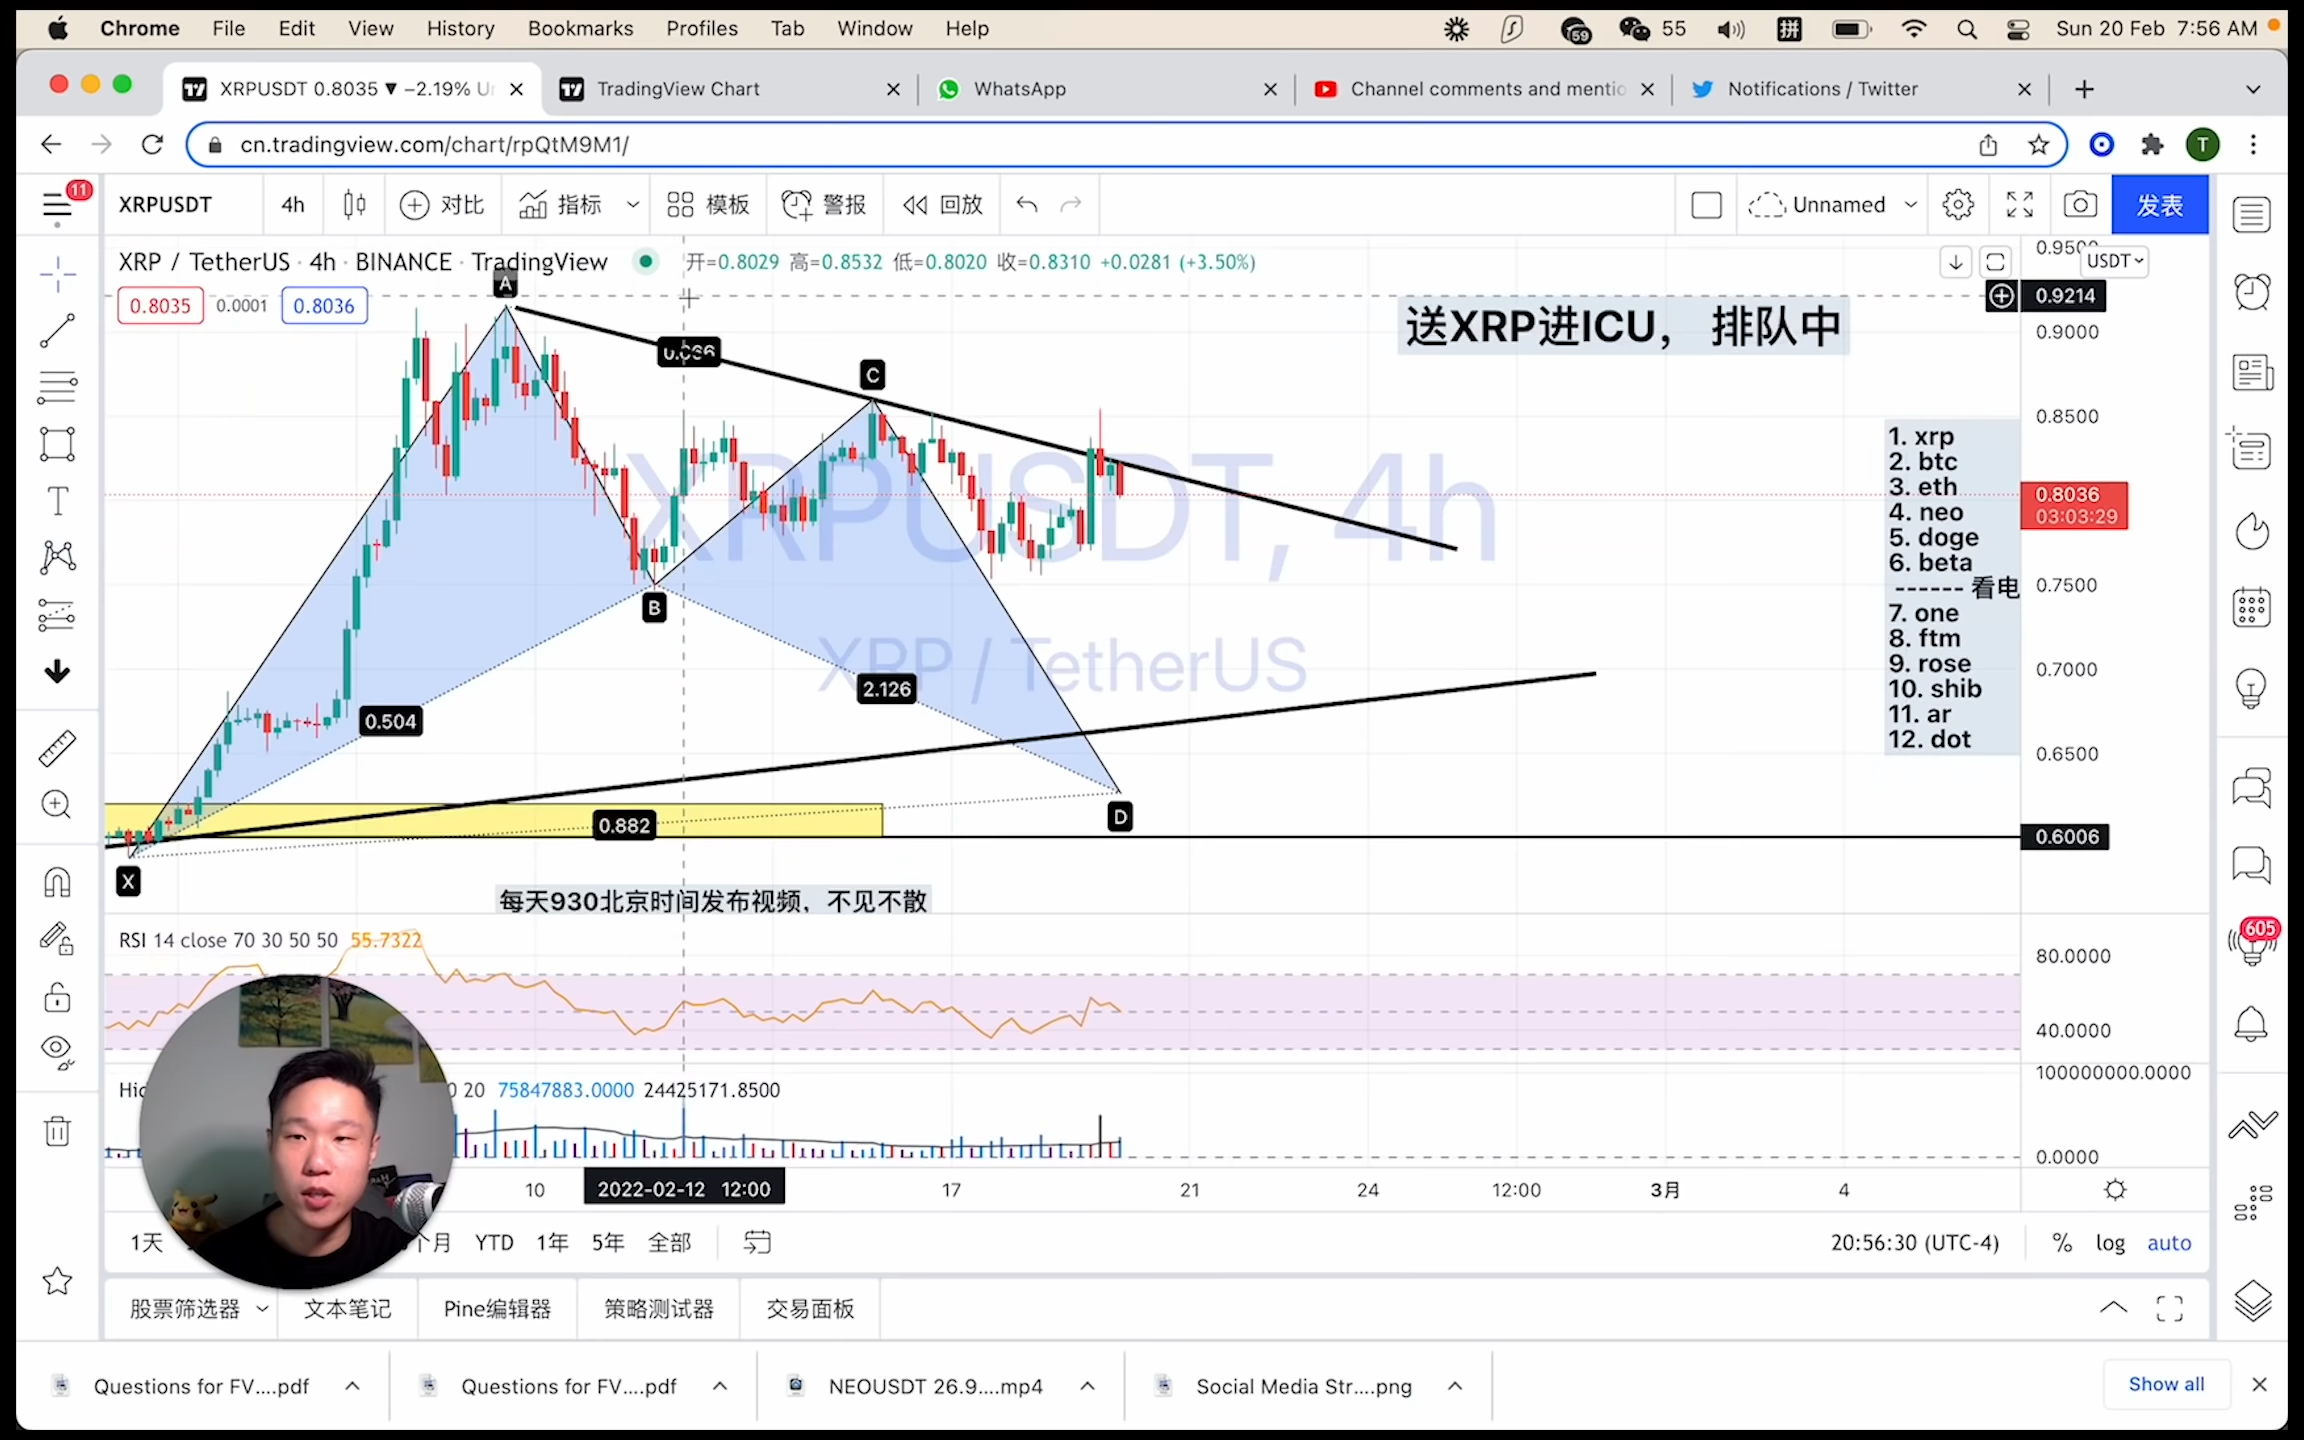 Chrome File Edit View History Bookmarks Profiles Tab Window Help 59 55 拼 Sun 20 Feb 7:56 AM
XRPUSDT 0.8035 ▼ −2.19% Un TradingView Chart WhatsApp Channel comments and mentio Notifications / Twitter
cn.tradingview.com/chart/rpQtM9M1/ T
11 XRPUSDT 4h 对比 指标 模板 警报 回放 Unnamed 发表
XRP / TetherUS · 4h · BINANCE · TradingView 开=0.8029 高=0.8532 低=0.8020 收=0.8310 +0.0281 (+3.50%)
0.8035 0.0001 0.8036
USDT
0.9214
0.9000
0.8500
0.8036
03:03:29
0.7500
0.7000
0.6500
0.6006
送XRP进ICU， 排队中
A
C
B
D
X
0.504
2.126
0.882
XRPUSDT, 4h
XRP / TetherUS
1. xrp
2. btc
3. eth
4. neo
5. doge
6. beta
------ 看电
7. one
8. ftm
9. rose
10. shib
11. ar
12. dot
每天930北京时间发布视频，不见不散
RSI 14 close 70 30 50 50 55.7322
80.0000
40.0000
605
20 75847883.0000 24425171.8500
100000000.0000
0.0000
10 2022-02-12 12:00 17 21 24 12:00 3月 4
1天 个月 YTD 1年 5年 全部 20:56:30 (UTC-4) % log auto
股票筛选器 文本笔记 Pine编辑器 策略测试器 交易面板
Questions for FV....pdf Questions for FV....pdf NEOUSDT 26.9....mp4 Social Media Str....png Show all